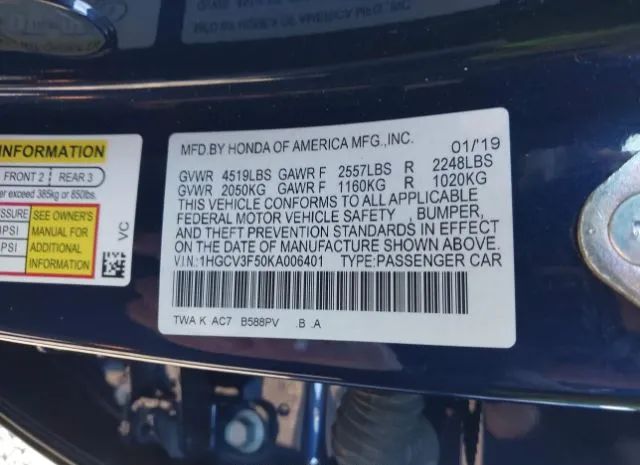 MFD.BY HONDA OF AMERICA MFG.,INC. 01/'19
GVWR 4519LBS GAWR F 2557LBS R 2248LBS
GVWR 2050KG GAWR F 1160KG R 1020KG
THIS VEHICLE CONFORMS TO ALL APPLICABLE
FEDERAL MOTOR VEHICLE SAFETY , BUMPER,
AND THEFT PREVENTION STANDARDS IN EFFECT
ON THE DATE OF MANUFACTURE SHOWN ABOVE.
V.I.N.:1HGCV3F50KA006401 TYPE:PASSENGER CAR
TWA K AC7 B588PV .B .A
INFORMATION
FRONT 2 REAR 3
exceed 385kg or 850lbs.
SEE OWNER'S
MANUAL FOR
ADDITIONAL
INFORMATION
PSI
PSI
VC